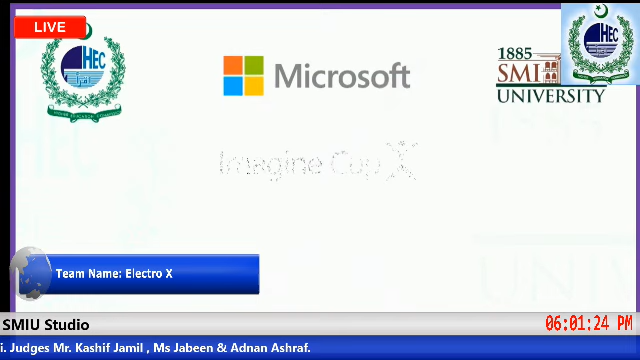 LIVE
HEC
Microsoft
1885
SMI
UNIVERSITY
HEC
Imagine Cup
Team Name: Electro X
SMIU Studio
06:01:24 PM
i. Judges Mr. Kashif Jamil , Ms Jabeen & Adnan Ashraf.